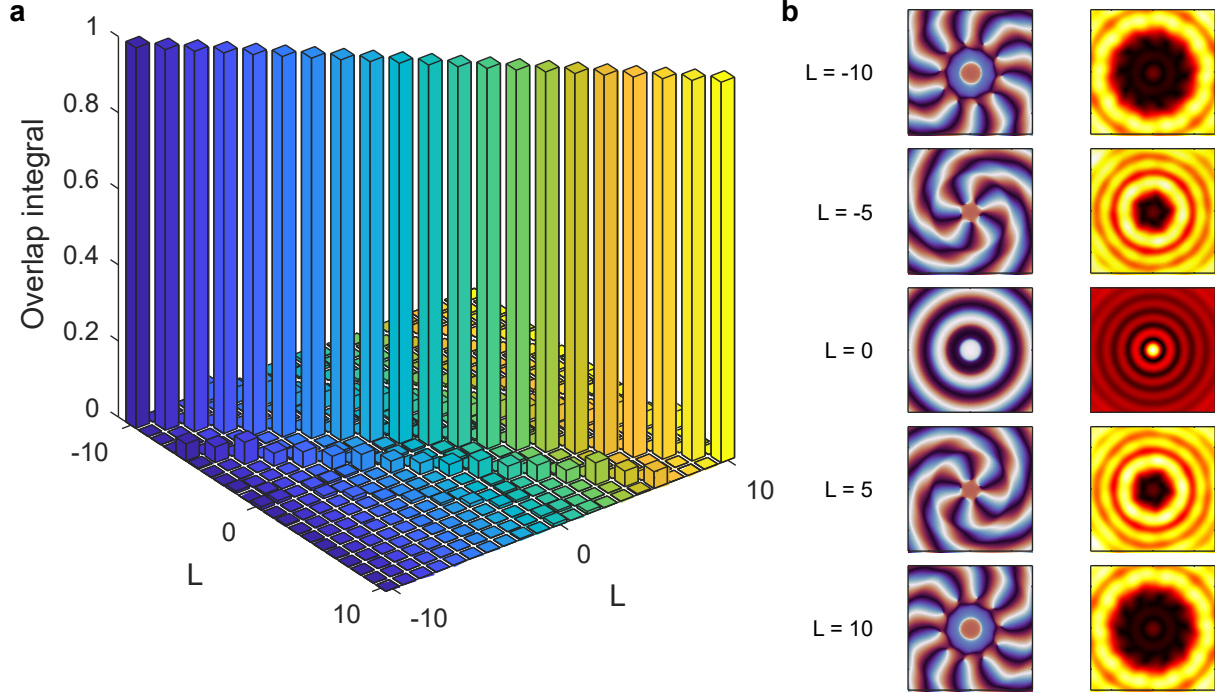 a
1
0.8
0.6
0.4
0.2
0
Overlap integral
-10
0
10
L
-10
0
10
L
b
L = -10
L = -5
L = 0
L = 5
L = 10